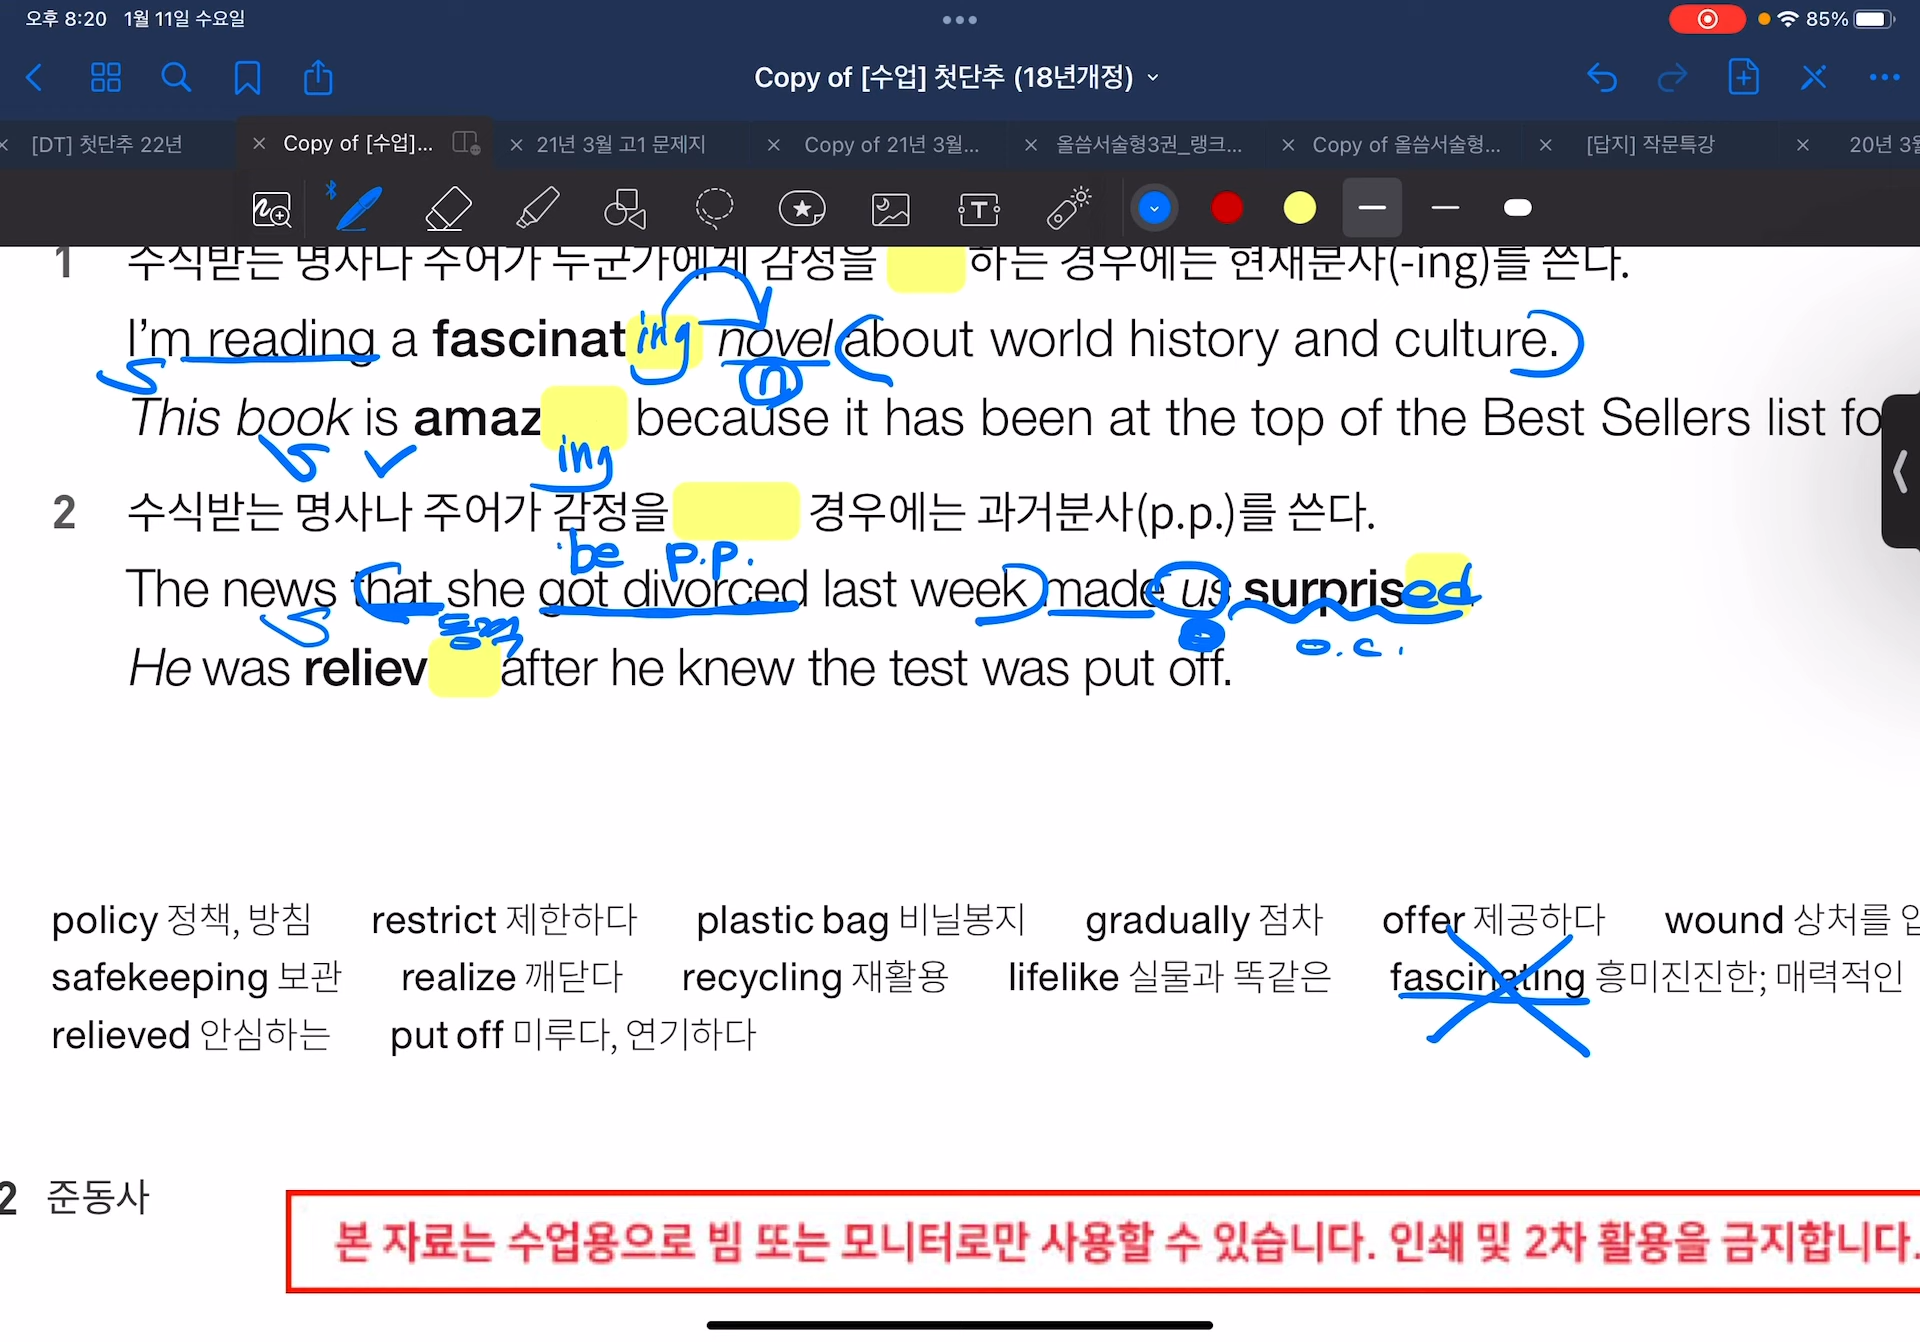 오후 8:20 1월 11일 수요일 85%
Copy of [수업] 첫단추 (18년개정)
[DT] 첫단추 22년 Copy of [수업]... 21년 3월 고1 문제지 Copy of 21년 3월... 올씀서술형3권_랭크... Copy of 올씀서술형... [답지] 작문특강 20년 3월
1 수식받는 명사나 주어가 누군가에게 감정을 하는 경우에는 현재분사(-ing)를 쓴다.
I'm reading a fascinating novel about world history and culture.
s n
This book is amaz because it has been at the top of the Best Sellers list fo
s ing
2 수식받는 명사나 주어가 감정을 경우에는 과거분사(p.p.)를 쓴다.
be p.p.
The news that she got divorced last week made us surprised
s 동격 o o.c.
He was reliev after he knew the test was put off.
policy 정책, 방침 restrict 제한하다 plastic bag 비닐봉지 gradually 점차 offer 제공하다 wound 상처를 입
safekeeping 보관 realize 깨닫다 recycling 재활용 lifelike 실물과 똑같은 fascinating 흥미진진한; 매력적인
relieved 안심하는 put off 미루다, 연기하다
2 준동사
본 자료는 수업용으로 빔 또는 모니터로만 사용할 수 있습니다. 인쇄 및 2차 활용을 금지합니다.